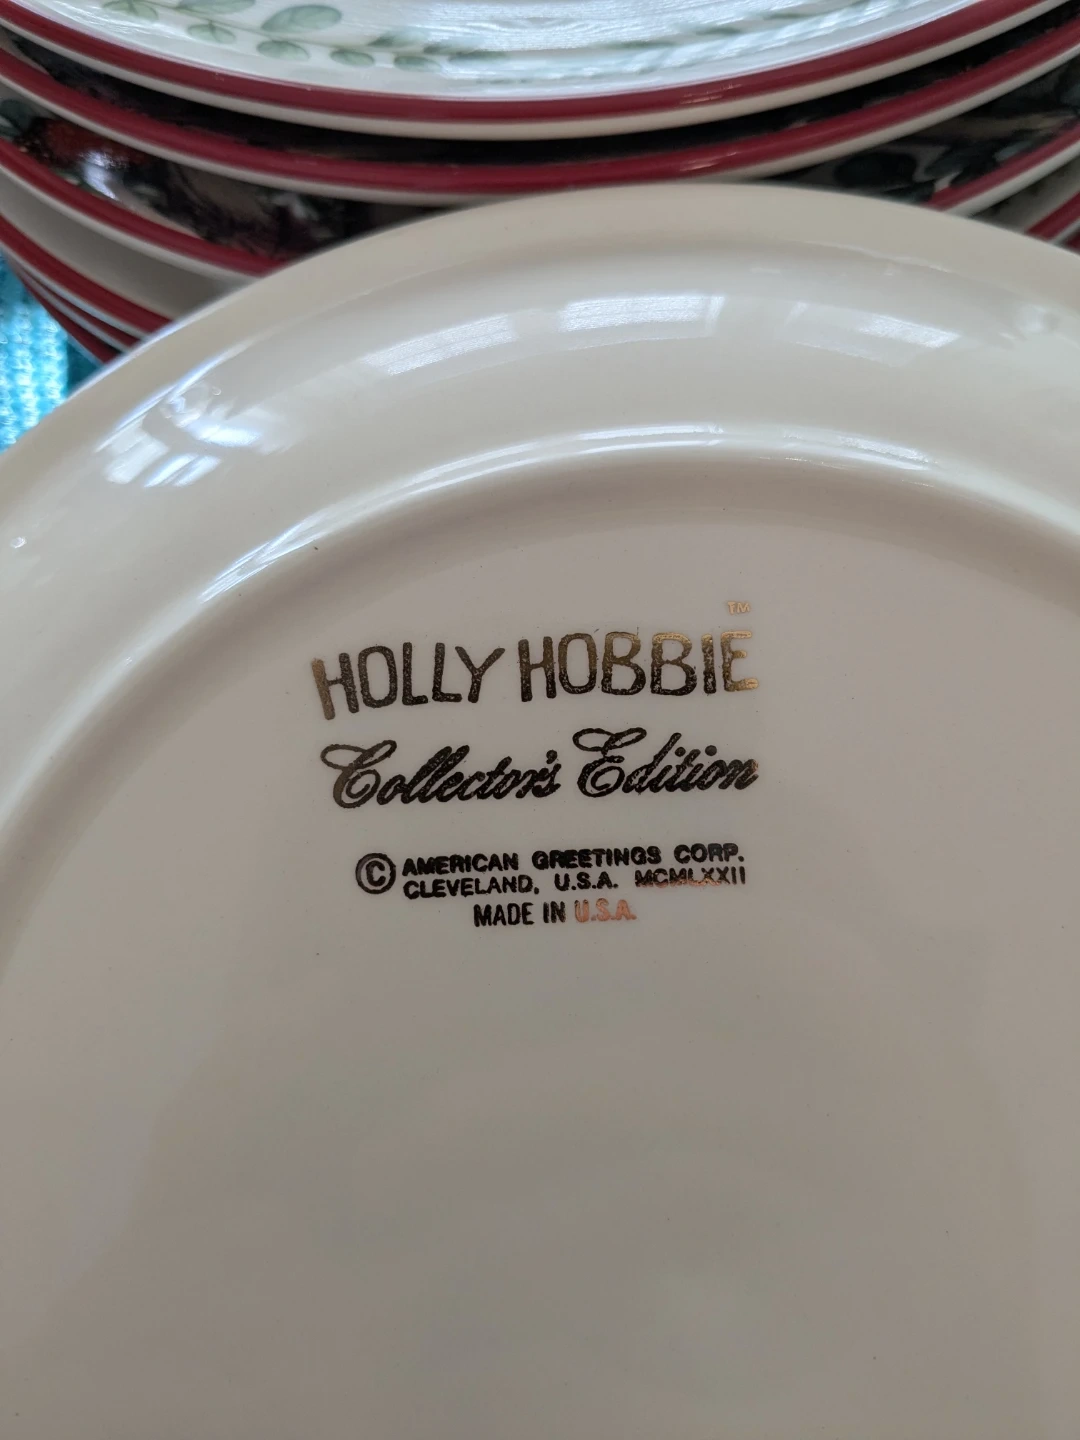 HOLLY HOBBIE™
Collector's Edition
© AMERICAN GREETINGS CORP.
CLEVELAND, U.S.A. MCMLXXII
MADE IN U.S.A.